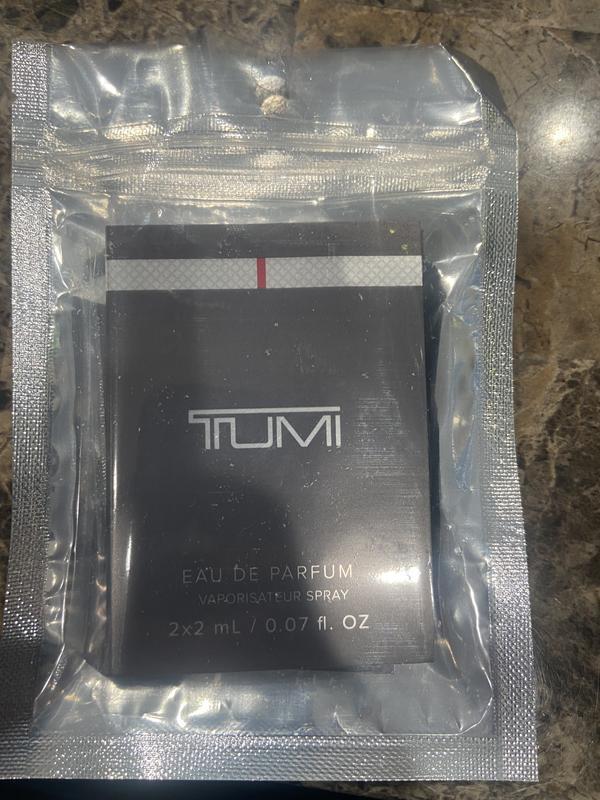 TUMI
EAU DE PARFUM
VAPORISATEUR SPRAY
2x2 mL / 0.07 fl. OZ